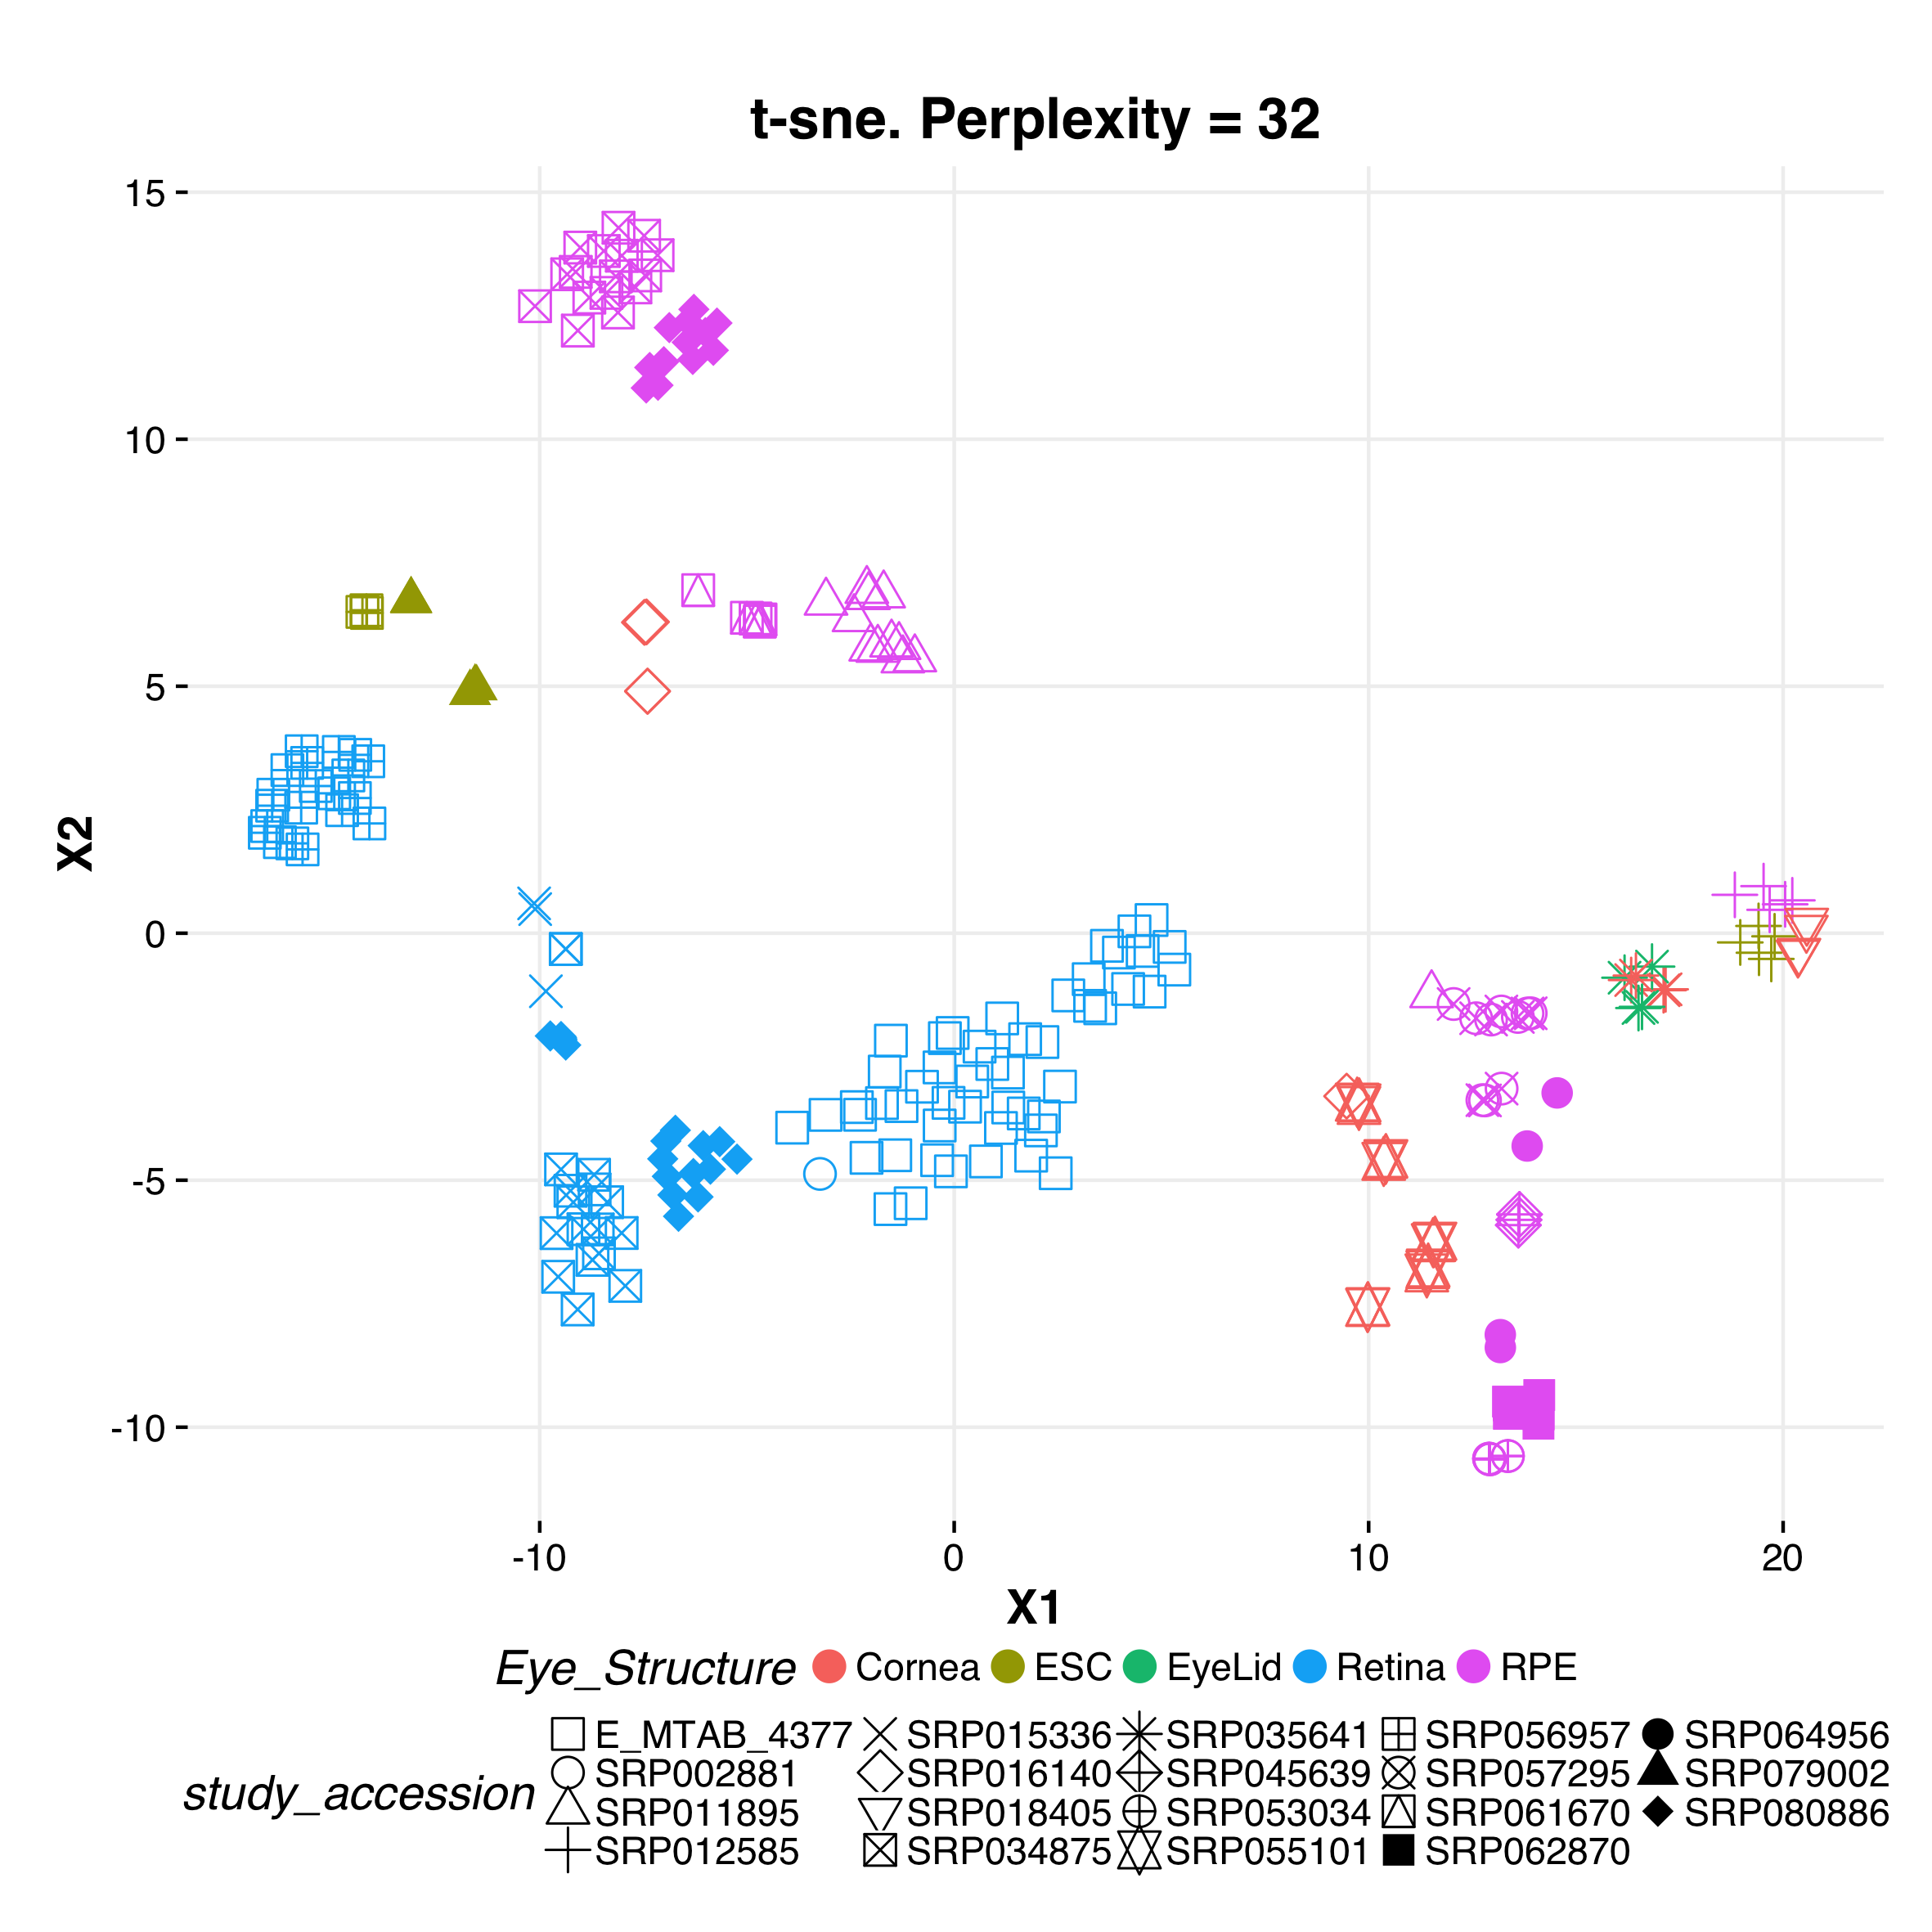 t-sne. Perplexity = 32
15
10
5
0
-5
-10
X2
-10 0 10 20
X1
Eye_Structure Cornea ESC EyeLid Retina RPE
study_accession
E_MTAB_4377 SRP015336 SRP035641 SRP056957 SRP064956
SRP002881 SRP016140 SRP045639 SRP057295 SRP079002
SRP011895 SRP018405 SRP053034 SRP061670 SRP080886
SRP012585 SRP034875 SRP055101 SRP062870